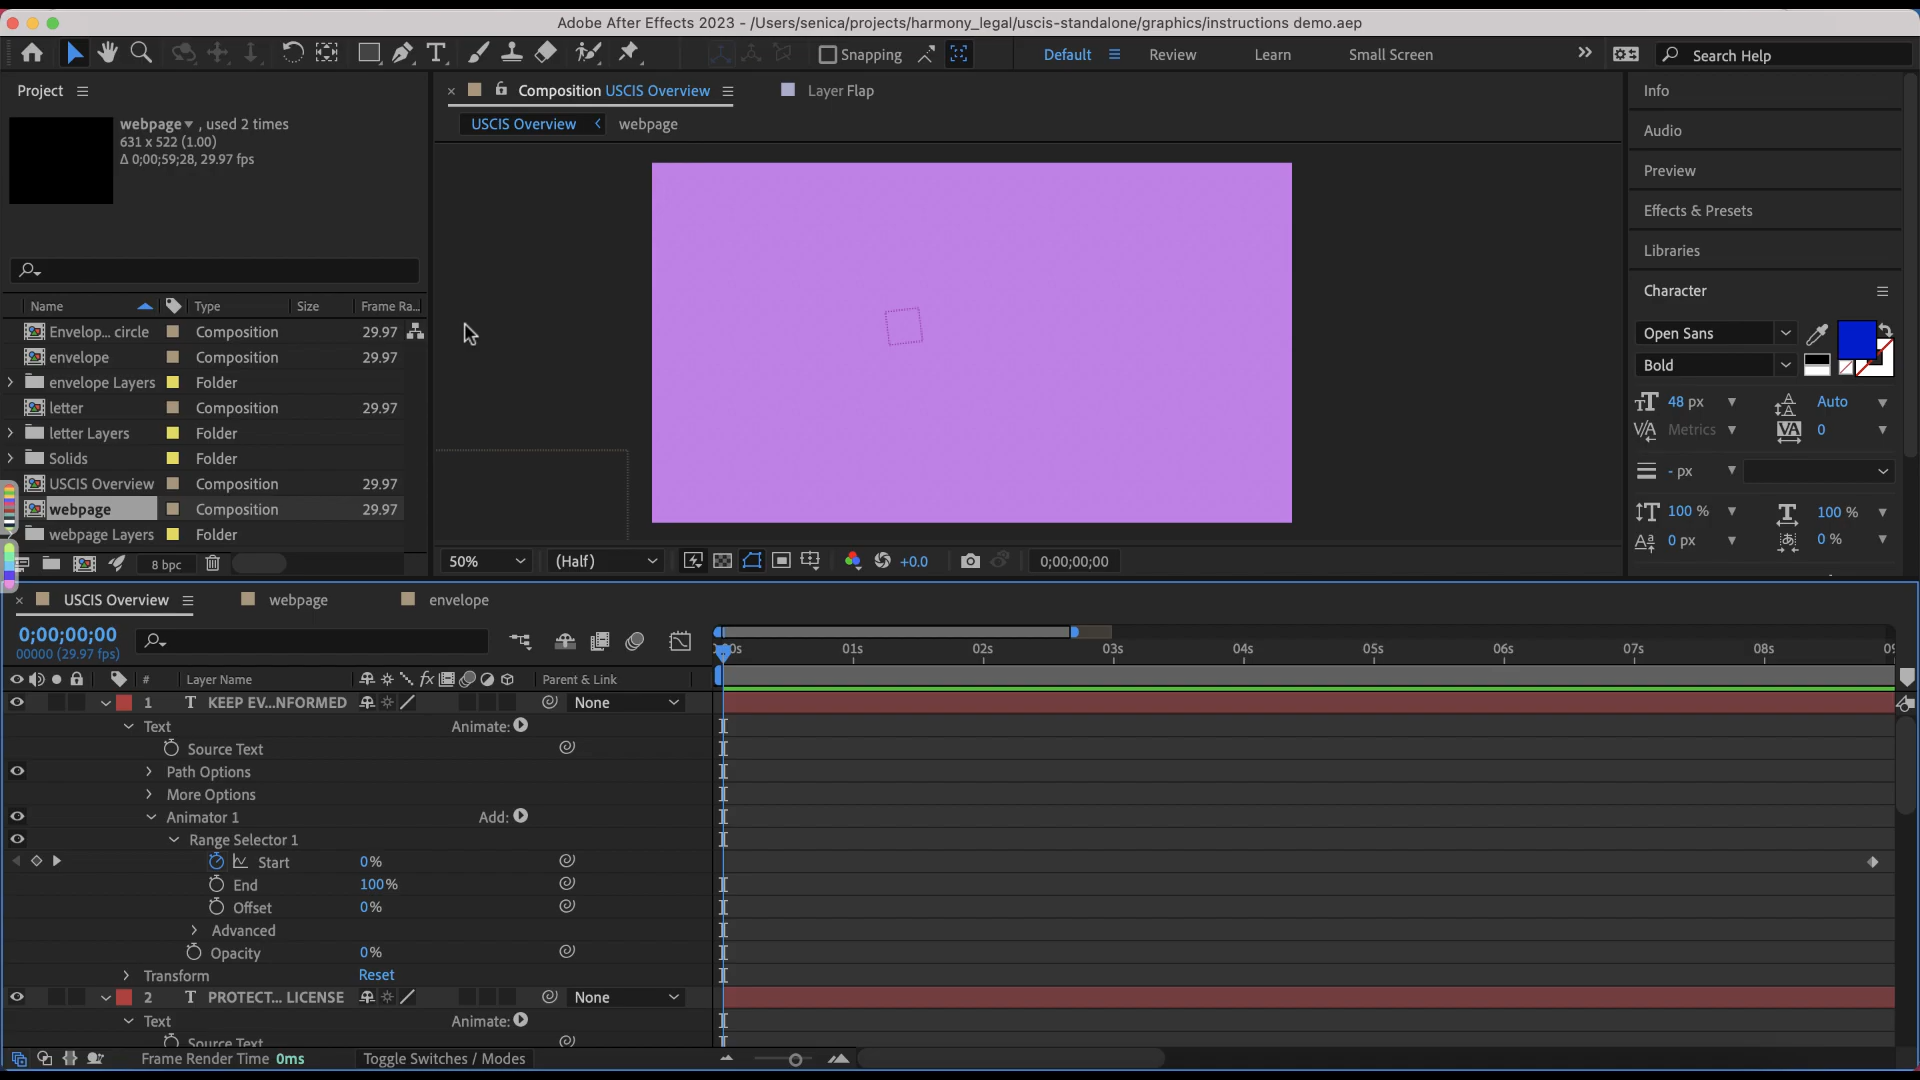 Adobe After Effects 2023 - /Users/senica/projects/harmony_legal/uscis-standalone/graphics/instructions demo.aep
Snapping
Default
Review
Learn
Small Screen
Search Help
Project
Composition USCIS Overview
Layer Flap
Info
webpage , used 2 times
631 x 522 (1.00)
Δ 0;00;59;28, 29.97 fps
USCIS Overview
webpage
Audio
Preview
Effects & Presets
Libraries
Character
Name Type Size Frame Ra...
Envelop... circle Composition 29.97
envelope Composition 29.97
envelope Layers Folder
letter Composition 29.97
letter Layers Folder
Solids Folder
USCIS Overview Composition 29.97
webpage Composition 29.97
webpage Layers Folder
8 bpc
Open Sans
Bold
48 px Auto
Metrics 0
- px
100 % 100 %
0 px 0 %
50% (Half) +0.0 0;00;00;00
USCIS Overview webpage envelope
0;00;00;00
00000 (29.97 fps)
0s 01s 02s 03s 04s 05s 06s 07s 08s
# Layer Name fx Parent & Link
1 T KEEP EV...NFORMED None
Text Animate:
Source Text
Path Options
More Options
Animator 1 Add:
Range Selector 1
Start 0%
End 100%
Offset 0%
Advanced
Opacity 0%
Transform Reset
2 T PROTECT... LICENSE None
Text Animate:
Source Text
Frame Render Time 0ms Toggle Switches / Modes